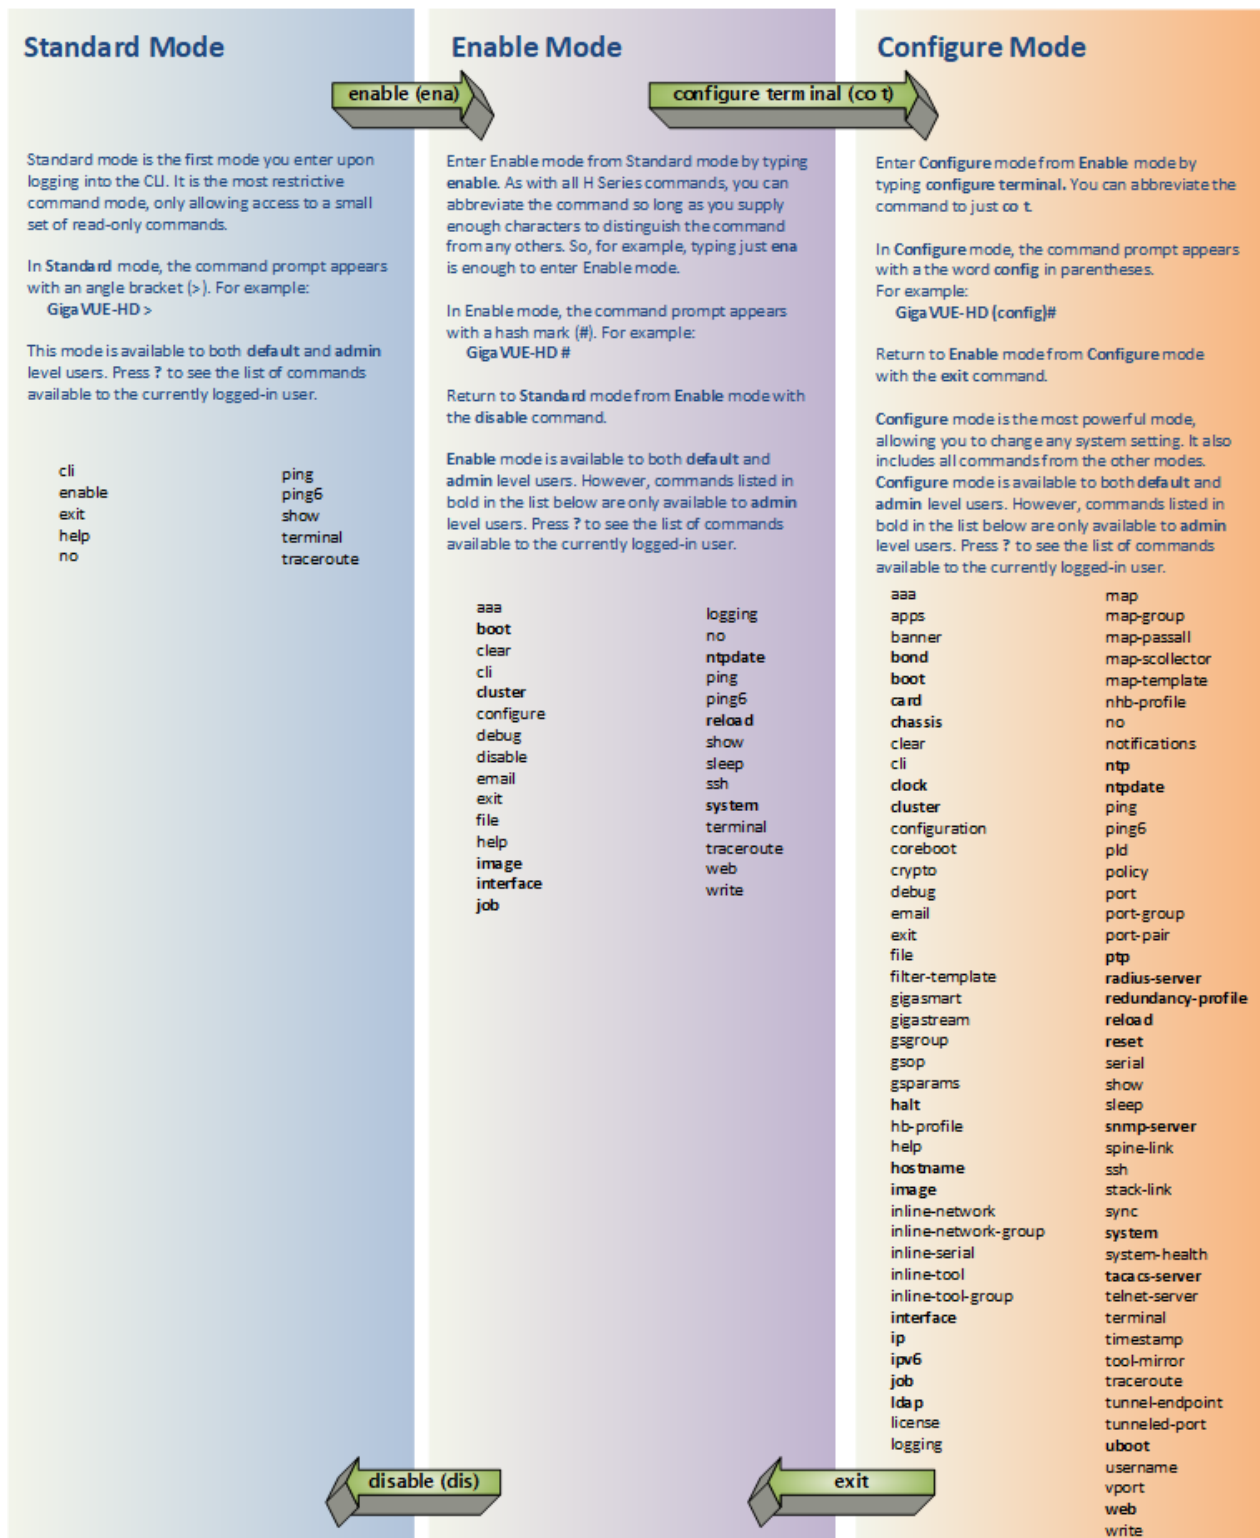 Standard Mode
Enable Mode
Configure Mode
enable (ena)
configure terminal (co t)
Standard mode is the first mode you enter upon
logging into the CLI. It is the most restrictive
command mode, only allowing access to a small
set of read-only commands.
In Standard mode, the command prompt appears
with an angle bracket (>). For example:
GigaVUE-HD >
This mode is available to both default and admin
level users. Press ? to see the list of commands
available to the currently logged-in user.
cli
enable
exit
help
no
ping
ping6
show
terminal
traceroute
Enter Enable mode from Standard mode by typing
enable. As with all H Series commands, you can
abbreviate the command so long as you supply
enough characters to distinguish the command
from any others. So, for example, typing just ena
is enough to enter Enable mode.
In Enable mode, the command prompt appears
with a hash mark (#). For example:
GigaVUE-HD #
Return to Standard mode from Enable mode with
the disable command.
Enable mode is available to both default and
admin level users. However, commands listed in
bold in the list below are only available to admin
level users. Press ? to see the list of commands
available to the currently logged-in user.
aaa
boot
clear
cli
cluster
configure
debug
disable
email
exit
file
help
image
interface
job
logging
no
ntpdate
ping
ping6
reload
show
sleep
ssh
system
terminal
traceroute
web
write
Enter Configure mode from Enable mode by
typing configure terminal. You can abbreviate the
command to just co t.
In Configure mode, the command prompt appears
with a the word config in parentheses.
For example:
GigaVUE-HD (config)#
Return to Enable mode from Configure mode
with the exit command.
Configure mode is the most powerful mode,
allowing you to change any system setting. It also
includes all commands from the other modes.
Configure mode is available to both default and
admin level users. However, commands listed in
bold in the list below are only available to admin
level users. Press ? to see the list of commands
available to the currently logged-in user.
aaa
apps
banner
bond
boot
card
chassis
clear
cli
clock
cluster
configuration
coreboot
crypto
debug
email
exit
file
filter-template
gigasmart
gigastream
gsgroup
gsop
gsparams
halt
hb-profile
help
hostname
image
inline-network
inline-network-group
inline-serial
inline-tool
inline-tool-group
interface
ip
ipv6
job
ldap
license
logging
map
map-group
map-passall
map-scollector
map-template
nhb-profile
no
notifications
ntp
ntpdate
ping
ping6
pld
policy
port
port-group
port-pair
ptp
radius-server
redundancy-profile
reload
reset
serial
show
sleep
snmp-server
spine-link
ssh
stack-link
sync
system
system-health
tacacs-server
telnet-server
terminal
timestamp
tool-mirror
traceroute
tunnel-endpoint
tunneled-port
uboot
username
vport
web
write
disable (dis)
exit